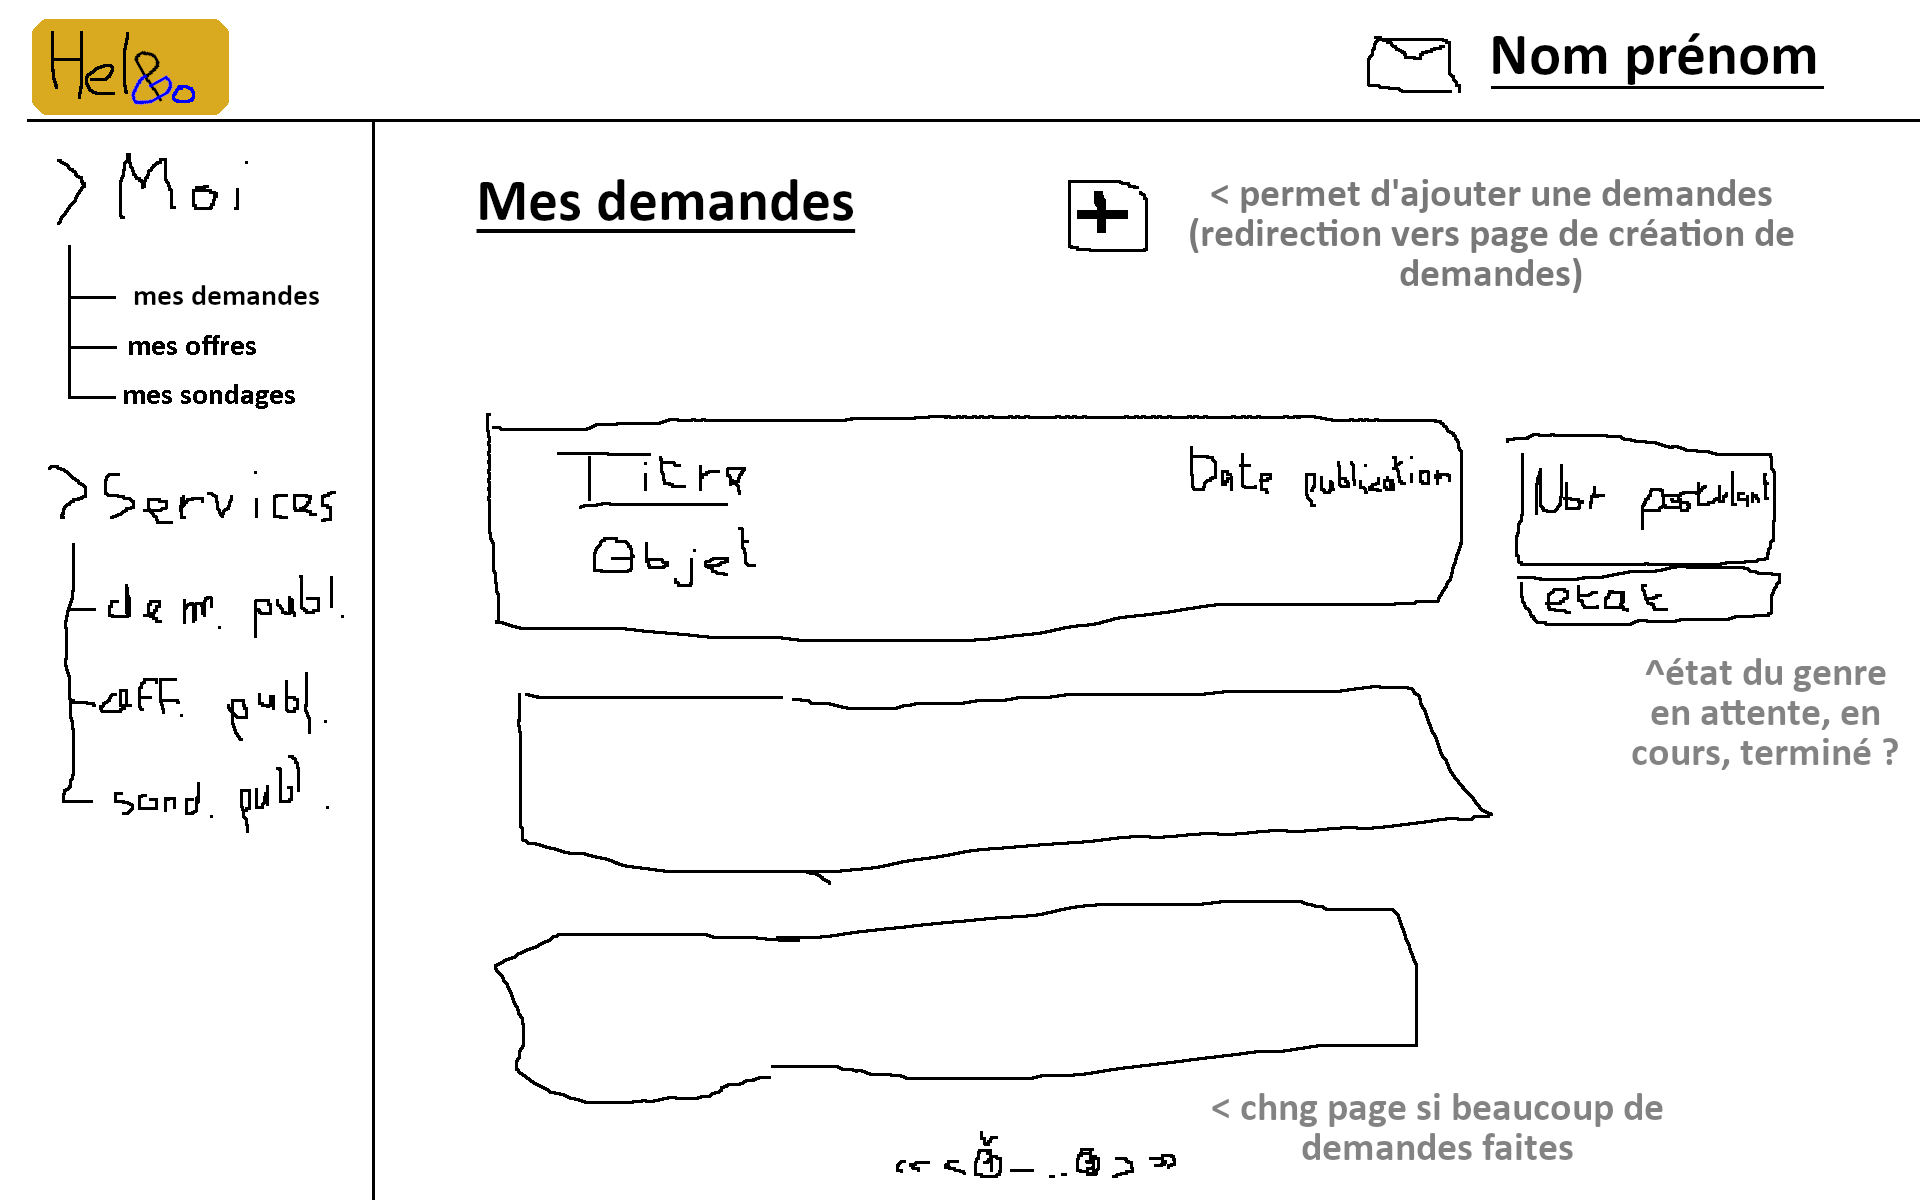 Hel&o
Nom prénom
> Moi
mes demandes
mes offres
mes sondages
> Services
dem. publ.
off. publ.
sond. publ.
Mes demandes
+
< permet d'ajouter une demandes
(redirection vers page de création de
demandes)
Titre
Date publication
Objet
Nbr postulant
etat
^état du genre
en attente, en
cours, terminé ?
< chng page si beaucoup de
demandes faites